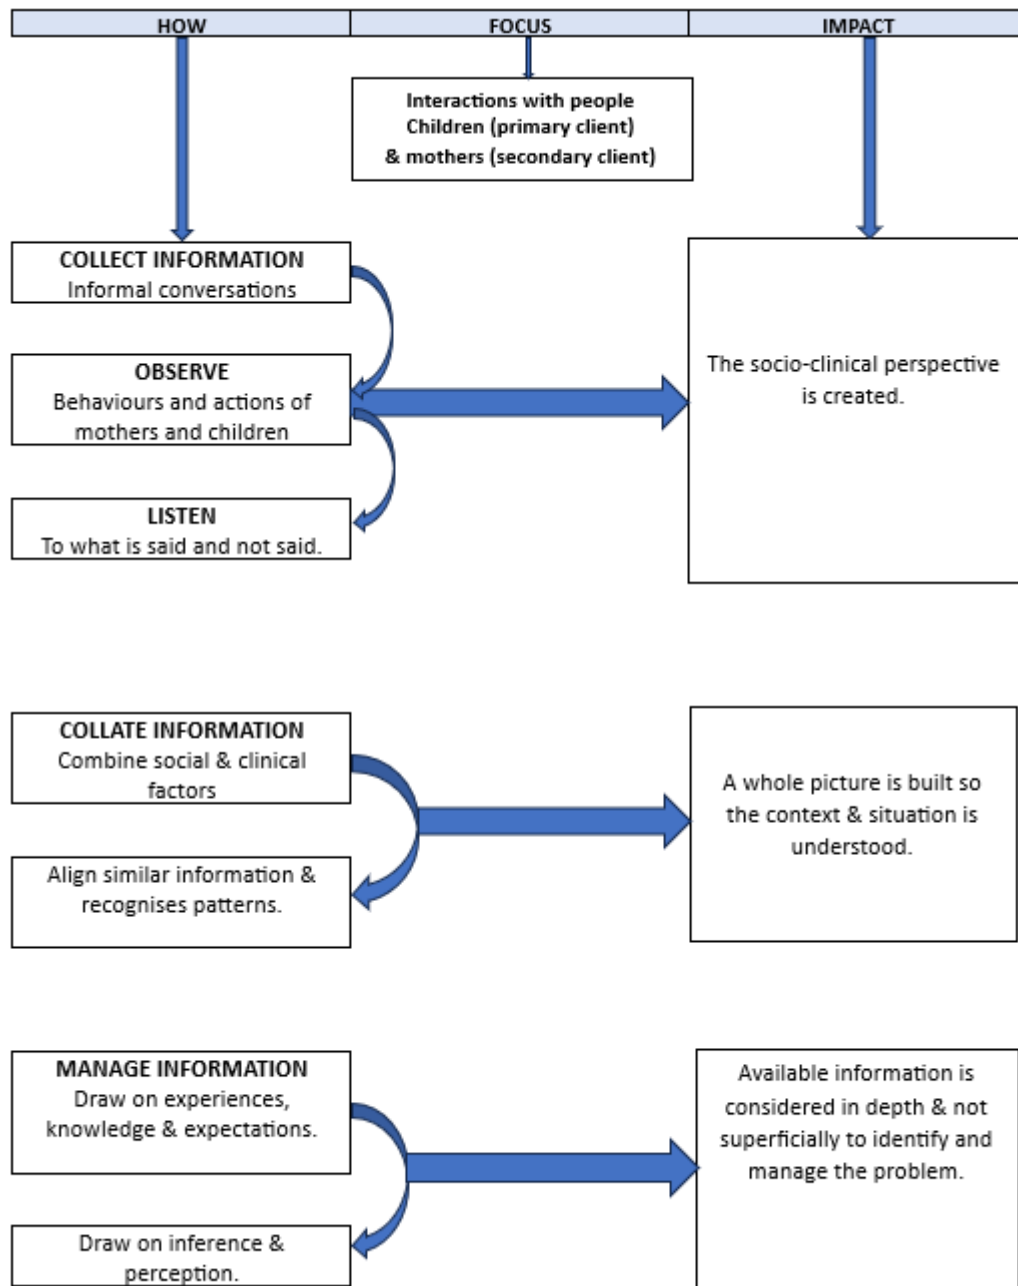 HOW
FOCUS
IMPACT
Interactions with people
Children (primary client)
& mothers (secondary client)
COLLECT INFORMATION
Informal conversations
OBSERVE
Behaviours and actions of
mothers and children
LISTEN
To what is said and not said.
The socio-clinical perspective
is created.
COLLATE INFORMATION
Combine social & clinical
factors
Align similar information &
recognises patterns.
A whole picture is built so
the context & situation is
understood.
MANAGE INFORMATION
Draw on experiences,
knowledge & expectations.
Draw on inference &
perception.
Available information is
considered in depth & not
superficially to identify and
manage the problem.